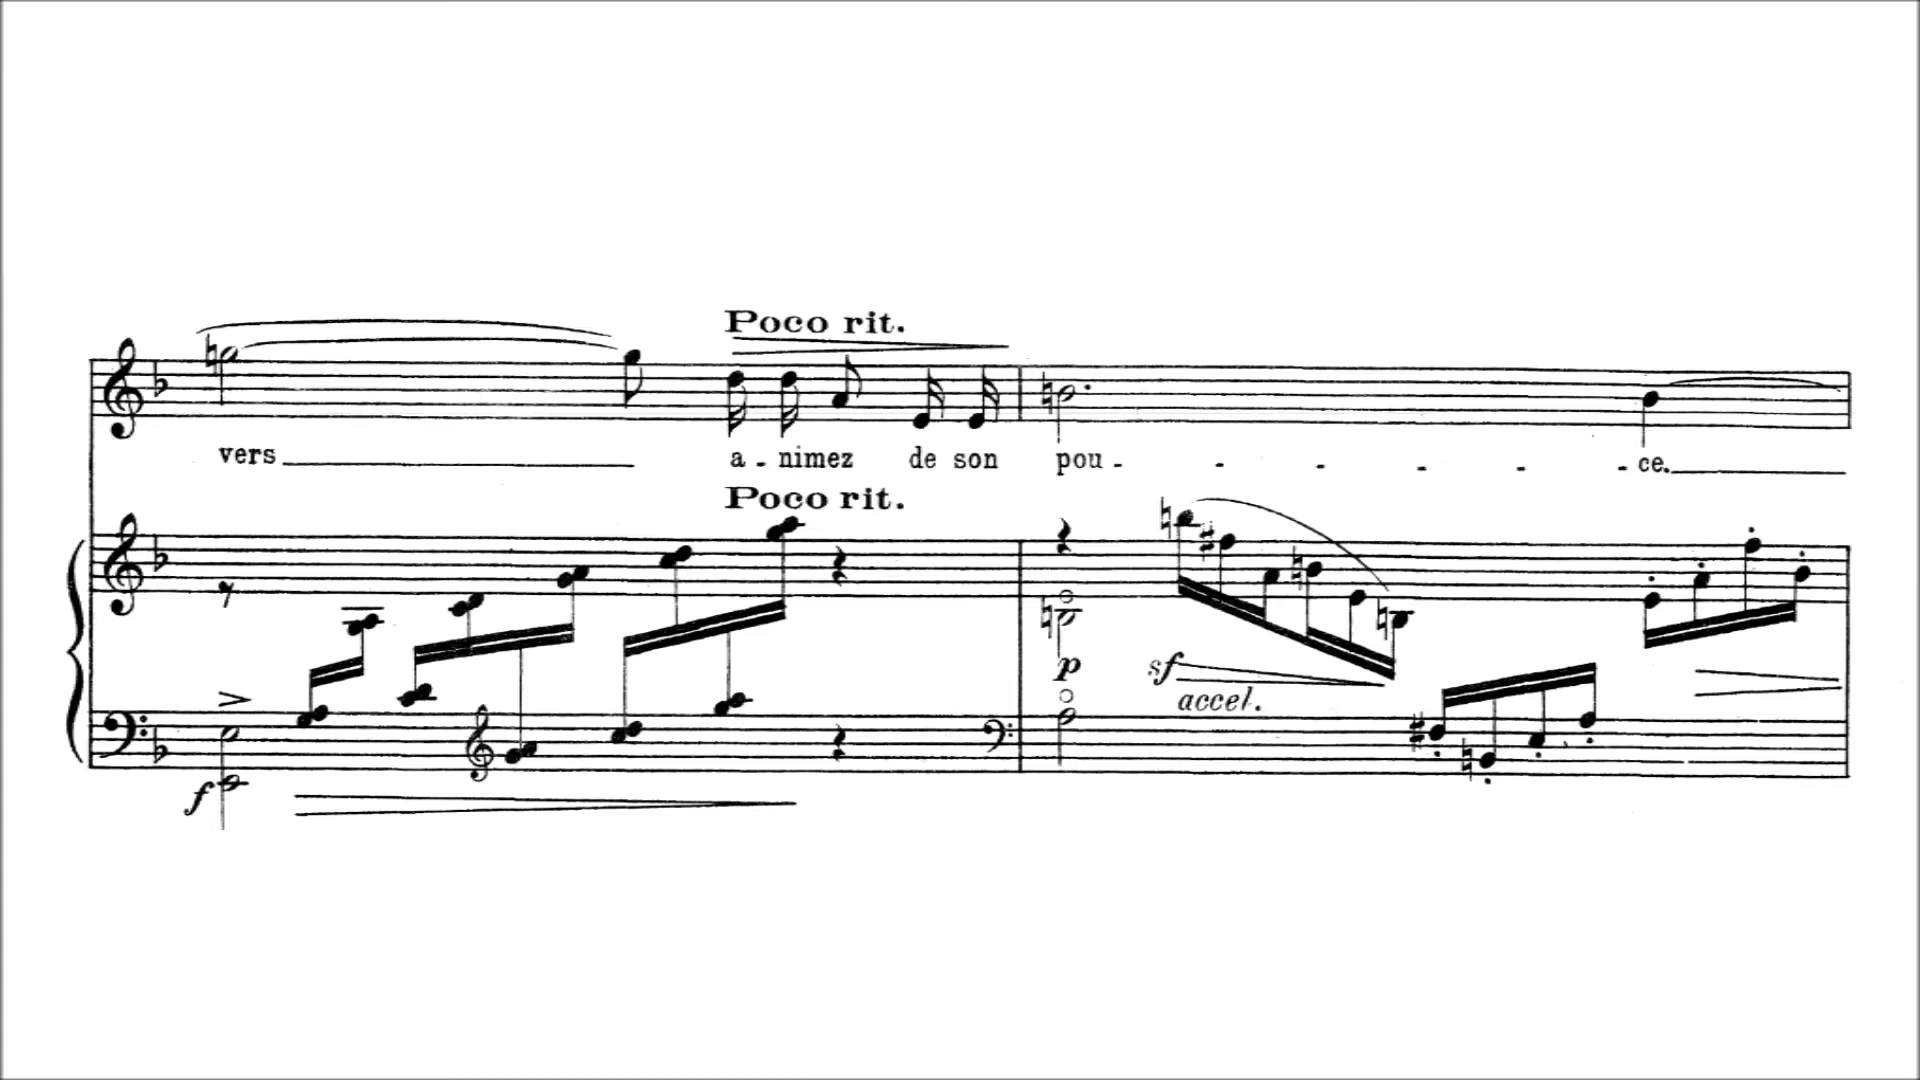 Poco rit.
vers a - nimez de son pou - - - - - - ce.
Poco rit.
p sf
accel.
f